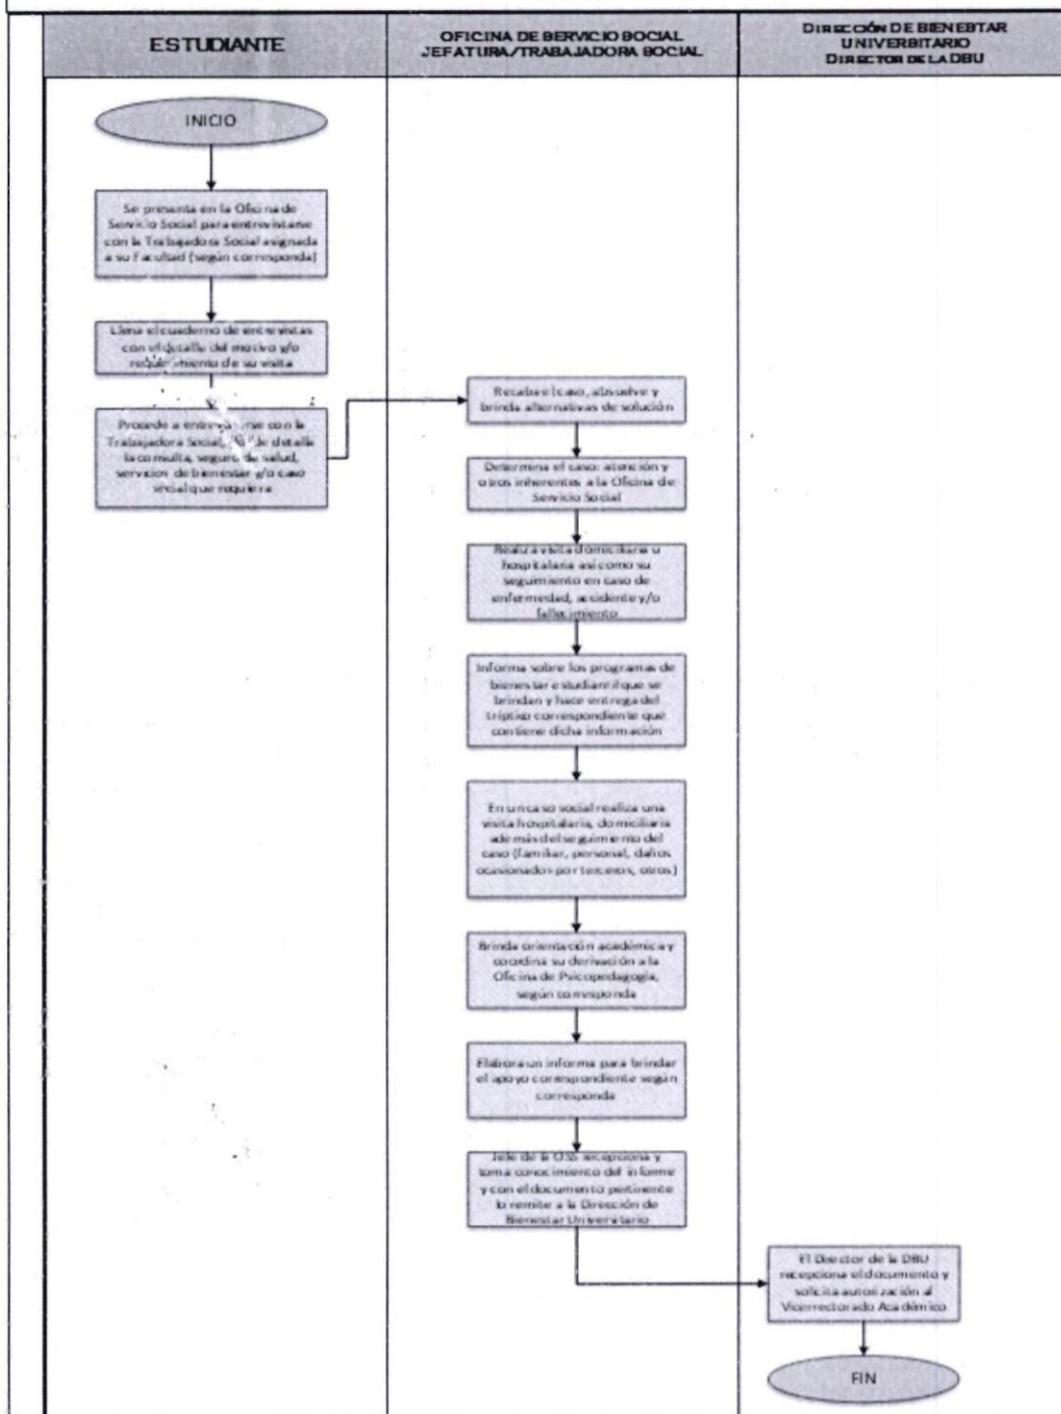 ESTUDIANTE
OFICINA DE SERVICIO SOCIAL
JEFATURA/TRABAJADORA SOCIAL
DIRECCIÓN DE BIENESTAR
UNIVERSITARIO
DIRECTOR DE LA DBU
INICIO
Se presenta en la Oficina de
Servicio Social para entrevistarse
con la Trabajadora Social asignada
a su Facultad (según corresponda)
Llena el cuaderno de entrevistas
con el detalle del motivo y/o
requerimiento de su visita
Procede a entrevistarse con la
Trabajadora Social, detalla
la consulta, seguro de salud,
servicios de bienestar y/o caso
social que requiera
Recaba el caso, absuelve y
brinda alternativas de solución
Determina el caso: atención y
otros inherentes a la Oficina de
Servicio Social
Realiza visita domiciliaria u
hospitalaria así como su
seguimiento en caso de
enfermedad, accidente y/o
fallecimiento.
Informa sobre los programas de
bienestar estudiantil que se
brindan y hace entrega del
tríptico correspondiente que
contiene dicha información
En un caso social realiza una
visita hospitalaria, domiciliaria
además del seguimiento del
caso (familiar, personal, daños
ocasionados por terceros, otros)
Brinda orientación académica y
coordina su derivación a la
Oficina de Psicopedagogía,
según corresponda
Elabora un informa para brindar
el apoyo correspondiente según
corresponda
Jefe de la OSS recepciona y
toma conocimiento del informe
y con el documento pertinente
lo remite a la Dirección de
Bienestar Universitario
El Director de la DBU
recepciona el documento y
solicita autorización al
Vicerrectorado Académico
FIN